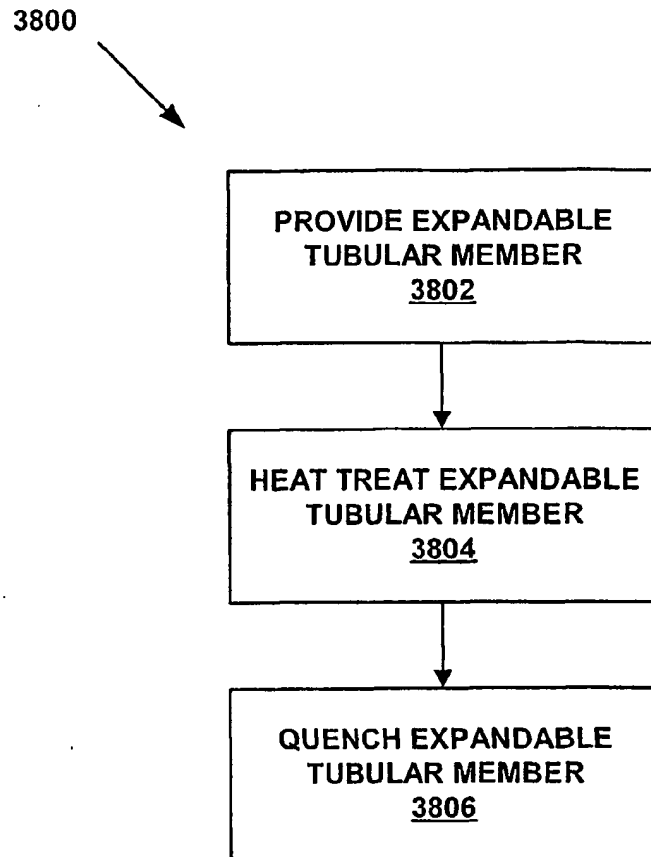 3800
PROVIDE EXPANDABLE
TUBULAR MEMBER
3802
HEAT TREAT EXPANDABLE
TUBULAR MEMBER
3804
QUENCH EXPANDABLE
TUBULAR MEMBER
3806